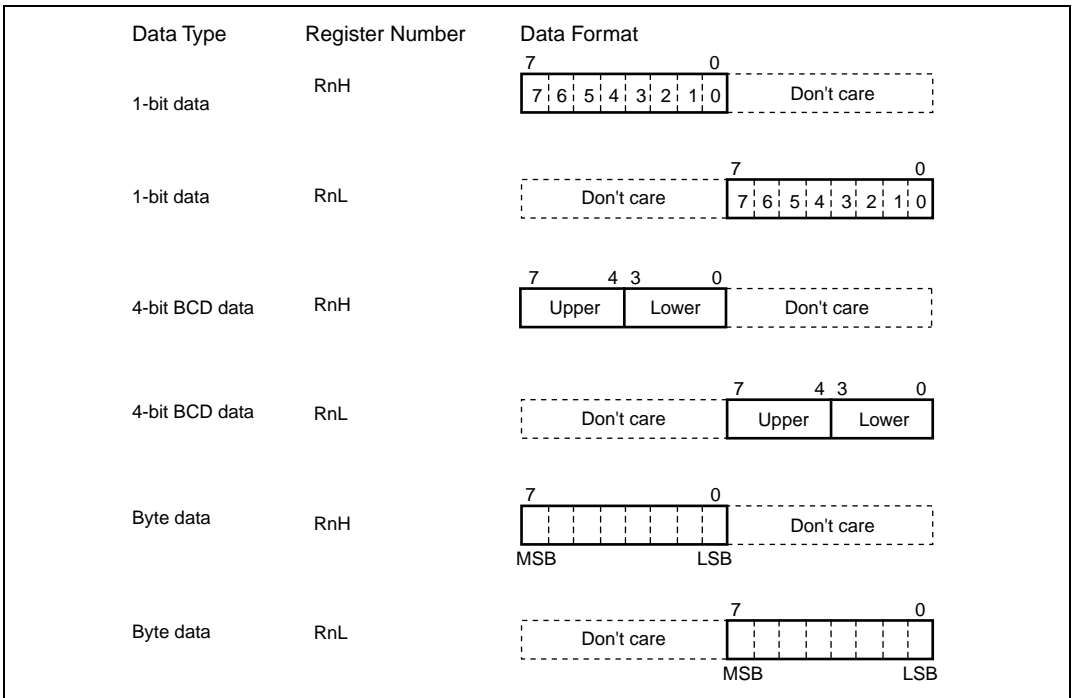 Data Type Register Number Data Format
7 0
1-bit data RnH 7 6 5 4 3 2 1 0 Don't care
7 0
1-bit data RnL Don't care 7 6 5 4 3 2 1 0
7 4 3 0
4-bit BCD data RnH Upper Lower Don't care
7 4 3 0
4-bit BCD data RnL Don't care Upper Lower
7 0
Byte data RnH Don't care
MSB LSB
7 0
Byte data RnL Don't care
MSB LSB